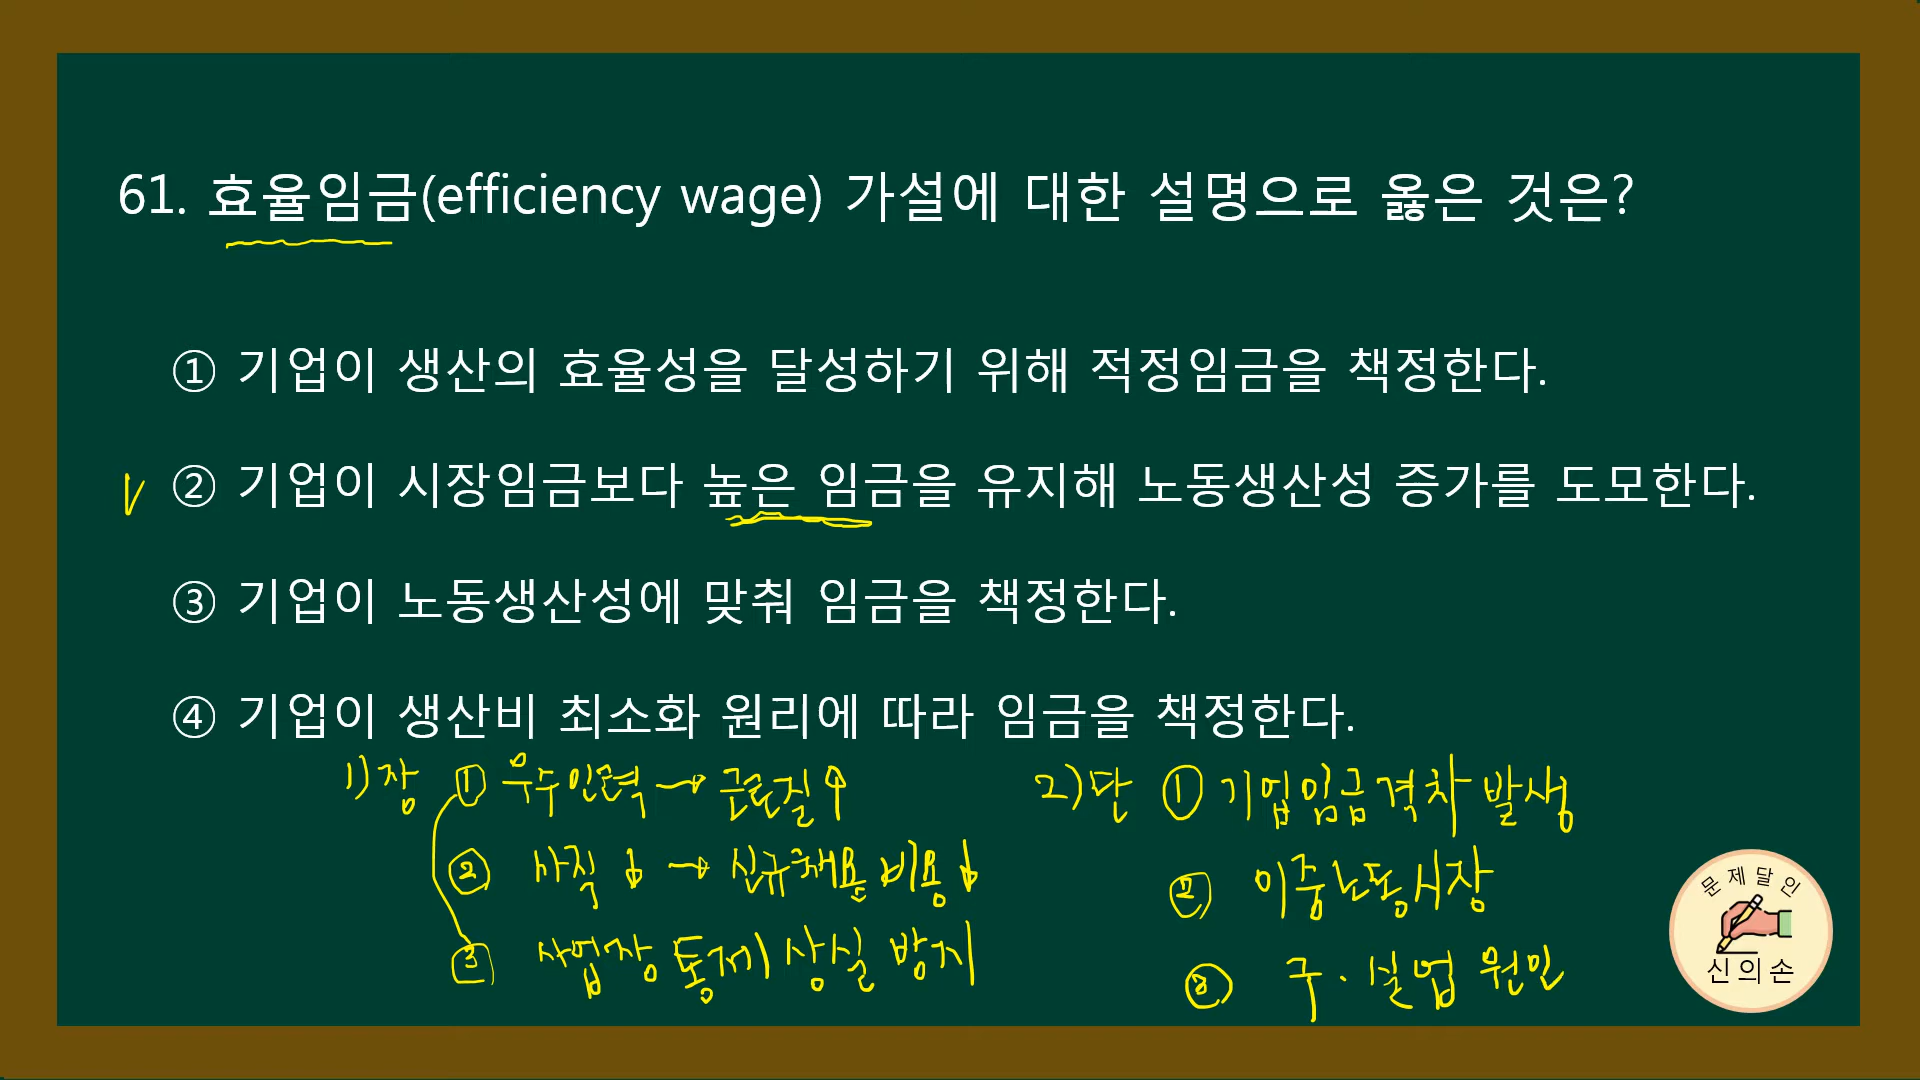 61. 효율임금(efficiency wage) 가설에 대한 설명으로 옳은 것은?
① 기업이 생산의 효율성을 달성하기 위해 적정임금을 책정한다.
② 기업이 시장임금보다 높은 임금을 유지해 노동생산성 증가를 도모한다.
③ 기업이 노동생산성에 맞춰 임금을 책정한다.
④ 기업이 생산비 최소화 원리에 따라 임금을 책정한다.
1)장 ① 우수인력 → 근로질↑
② 사직↓ → 신규채용 비용↓
③ 사업장 통제 상실 방지
2)단 ① 기업임금격차 발생
② 이중노동시장
③ 구·실업 원인
문제달인
신의손